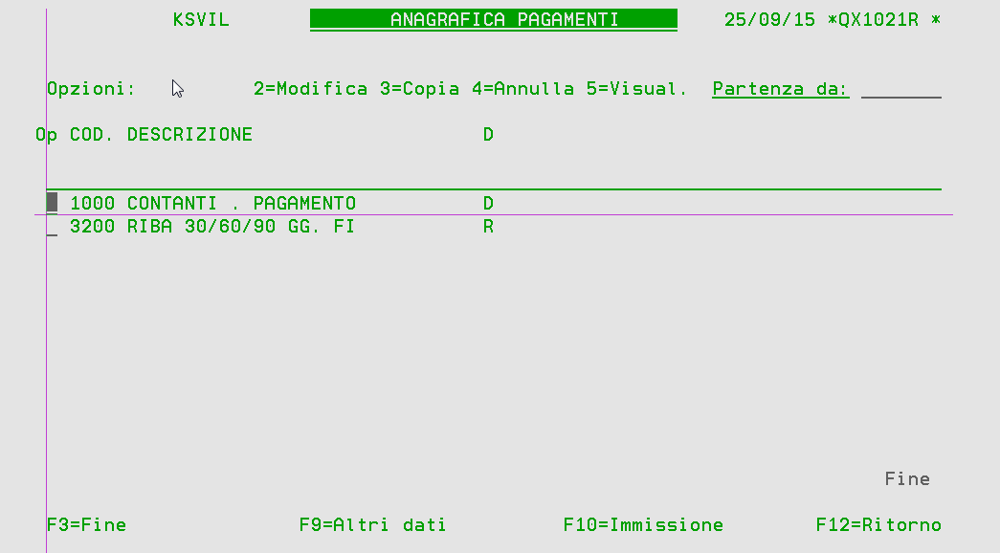 KSVIL ANAGRAFICA PAGAMENTI 25/09/15 *QX1021R *
Opzioni: 2=Modifica 3=Copia 4=Annulla 5=Visual. Partenza da:
Op COD. DESCRIZIONE D
1000 CONTANTI . PAGAMENTO D
3200 RIBA 30/60/90 GG. FI R
Fine
F3=Fine F9=Altri dati F10=Immissione F12=Ritorno